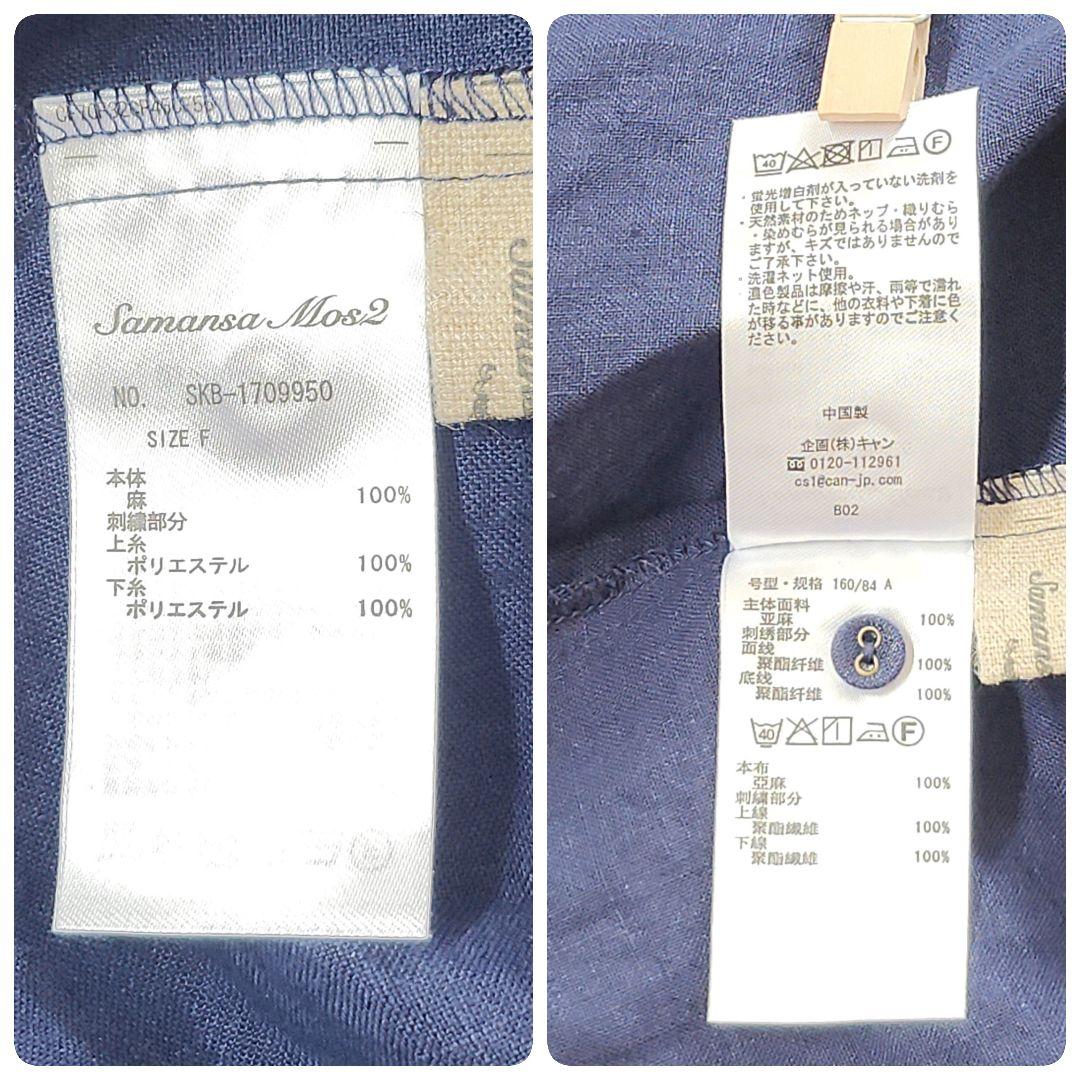 Samansa Mos2
NO. SKB-1709950
SIZE F
本体
麻 100%
刺繍部分
上糸
ポリエステル 100%
下糸
ポリエステル 100%
40 F
・蛍光増白剤が入っていない洗剤を
使用して下さい。
・天然素材のためネップ・織りむら
・染めむらが見られる場合があり
ますが、キズではありませんので
ご了承下さい。
・洗濯ネット使用。
濃色製品は摩擦や汗、雨等で濡れ
た時などに、他の衣料や下着に色
が移る事がありますのでご注意く
ださい。
中国製
企画(株)キャン
0120-112961
cs1@can-jp.com
B02
号型·规格 160/84 A
主体面料
亚麻 100%
刺绣部分
面线
聚酯纤维 100%
底线
聚酯纤维 100%
40 F
本布
亞麻 100%
刺繡部分
上線
聚酯纖維 100%
下線
聚酯纖維 100%